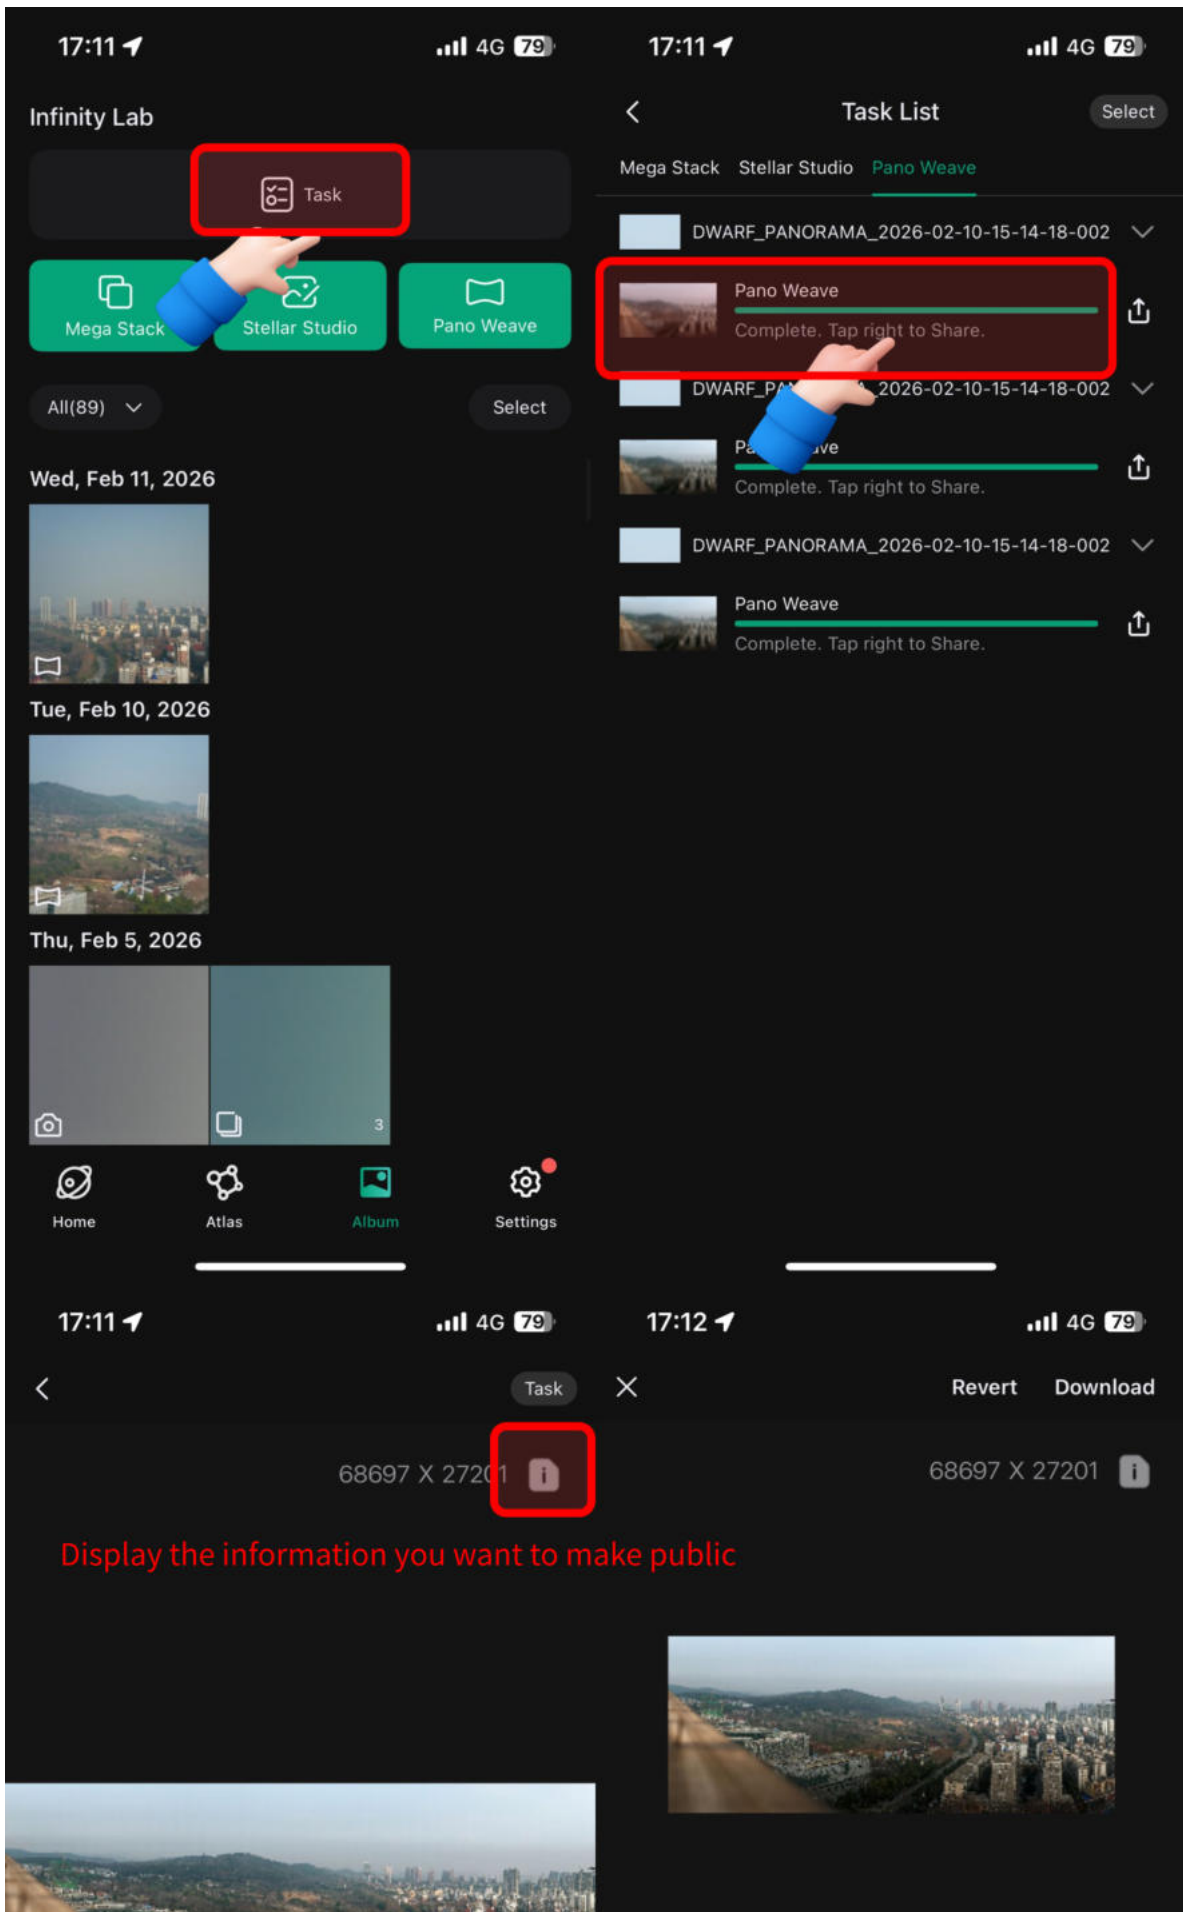 17:11
4G 79
Infinity Lab
Task
Mega Stack
Stellar Studio
Pano Weave
All(89)
Select
Wed, Feb 11, 2026
Tue, Feb 10, 2026
Thu, Feb 5, 2026
3
Home
Atlas
Album
Settings
17:11
4G 79
Task List
Select
Mega Stack
Stellar Studio
Pano Weave
DWARF_PANORAMA_2026-02-10-15-14-18-002
Pano Weave
Complete. Tap right to Share.
DWARF_PANORAMA_2026-02-10-15-14-18-002
Pano Weave
Complete. Tap right to Share.
DWARF_PANORAMA_2026-02-10-15-14-18-002
Pano Weave
Complete. Tap right to Share.
17:11
4G 79
Task
68697 X 27201
17:12
4G 79
Revert
Download
68697 X 27201
Display the information you want to make public